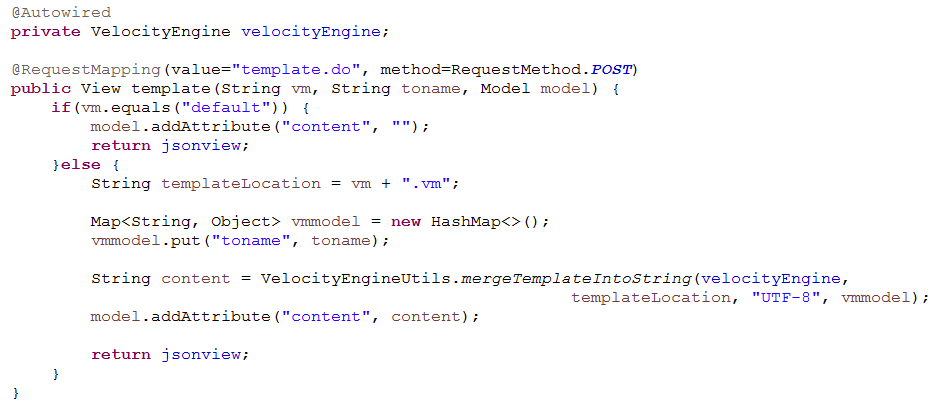 @Autowired
private VelocityEngine velocityEngine;
@RequestMapping(value="template.do", method=RequestMethod.POST)
public View template(String vm, String toname, Model model) {
if(vm.equals("default")) {
model.addAttribute("content", "");
return jsonview;
}else {
String templateLocation = vm + ".vm";
Map<String, Object> vmmodel = new HashMap<>();
vmmodel.put("toname", toname);
String content = VelocityEngineUtils.mergeTemplateIntoString(velocityEngine,
templateLocation, "UTF-8", vmmodel);
model.addAttribute("content", content);
return jsonview;
}
}